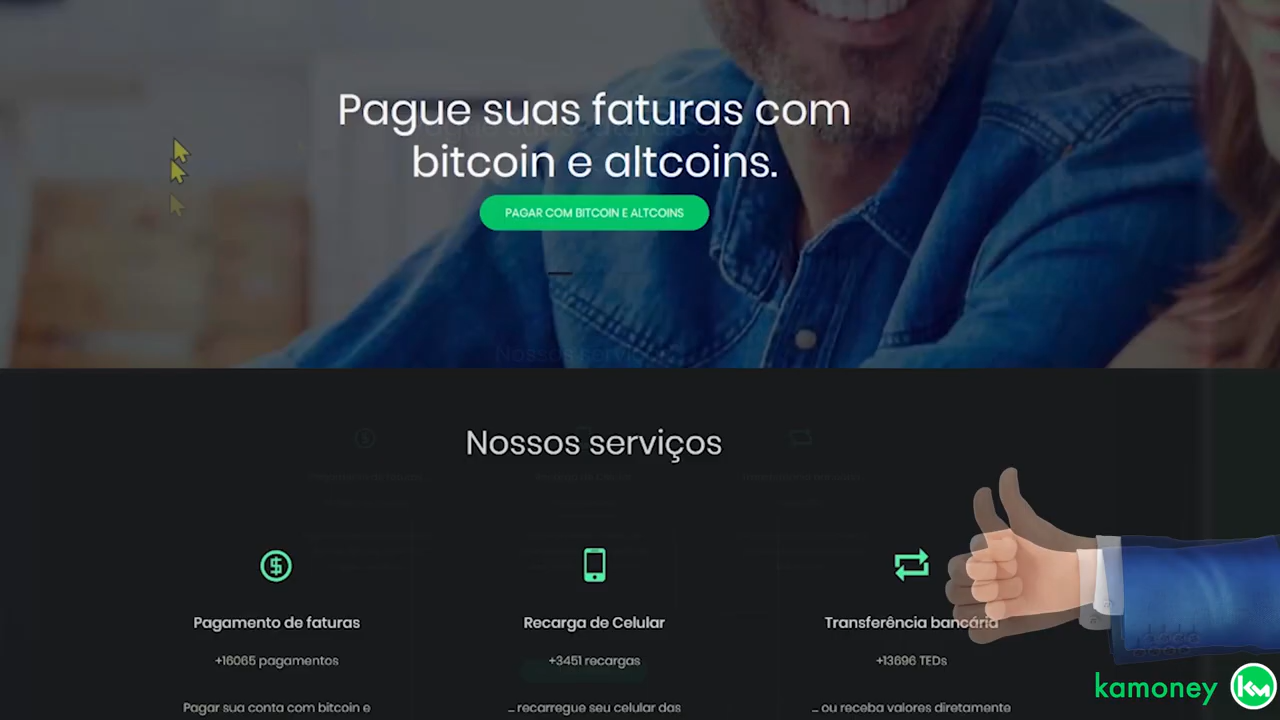 Pague suas faturas com
bitcoin e altcoins.
PAGAR COM BITCOIN E ALTCOINS
Nossos serviços
Pagamento de faturas
+16065 pagamentos
Pagar sua conta com bitcoin e
Recarga de Celular
+3451 recargas
... recarregue seu celular das
Transferência bancária
+13696 TEDs
... ou receba valores diretamente
kamoney